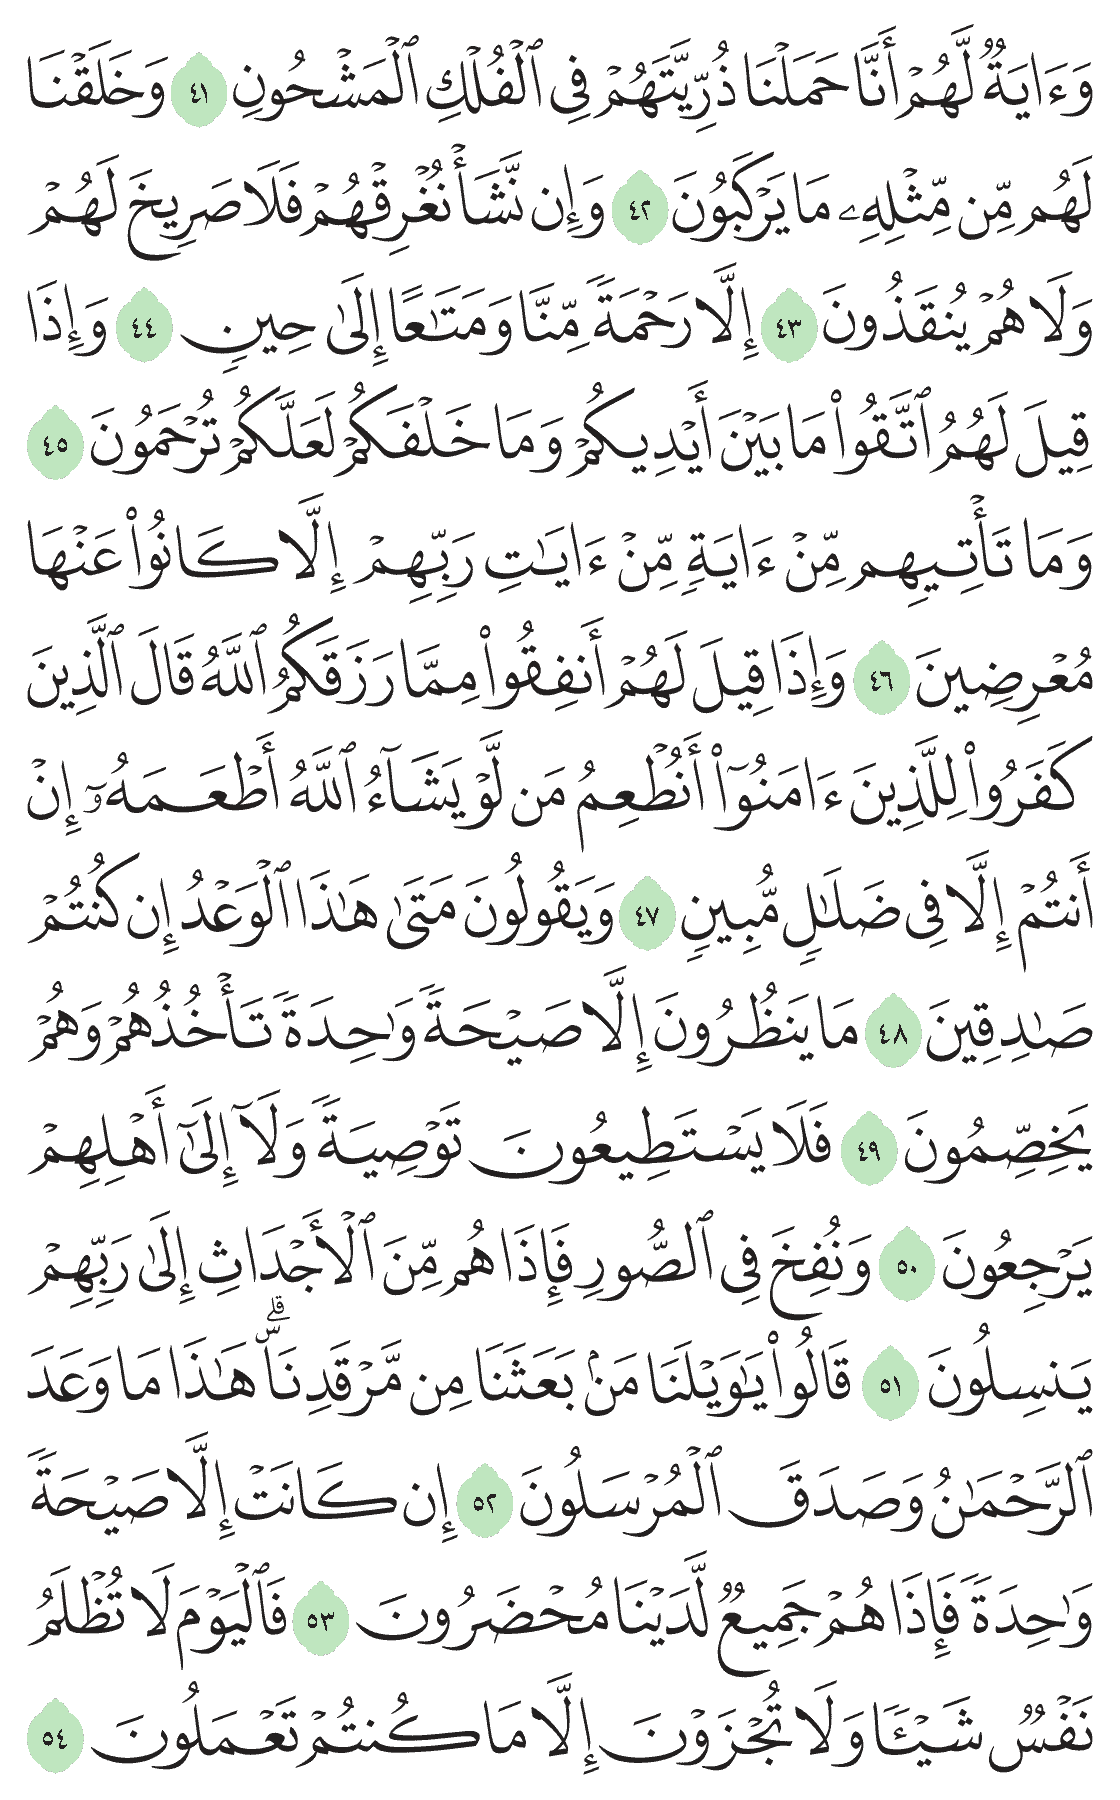 وَءَايَةٌ لَّهُمْ أَنَّا حَمَلْنَا ذُرِّيَّتَهُمْ فِي ٱلْفُلْكِ ٱلْمَشْحُونِ ٤١ وَخَلَقْنَا
لَهُم مِّن مِّثْلِهِۦ مَا يَرْكَبُونَ ٤٢ وَإِن نَّشَأْ نُغْرِقْهُمْ فَلَا صَرِيخَ لَهُمْ
وَلَا هُمْ يُنقَذُونَ ٤٣ إِلَّا رَحْمَةً مِّنَّا وَمَتَٰعًا إِلَىٰ حِينٍ ٤٤ وَإِذَا
قِيلَ لَهُمُ ٱتَّقُوا۟ مَا بَيْنَ أَيْدِيكُمْ وَمَا خَلْفَكُمْ لَعَلَّكُمْ تُرْحَمُونَ ٤٥
وَمَا تَأْتِيهِم مِّنْ ءَايَةٍ مِّنْ ءَايَٰتِ رَبِّهِمْ إِلَّا كَانُوا۟ عَنْهَا
مُعْرِضِينَ ٤٦ وَإِذَا قِيلَ لَهُمْ أَنفِقُوا۟ مِمَّا رَزَقَكُمُ ٱللَّهُ قَالَ ٱلَّذِينَ
كَفَرُوا۟ لِلَّذِينَ ءَامَنُوٓا۟ أَنُطْعِمُ مَن لَّوْ يَشَآءُ ٱللَّهُ أَطْعَمَهُۥٓ إِنْ
أَنتُمْ إِلَّا فِي ضَلَٰلٍ مُّبِينٍ ٤٧ وَيَقُولُونَ مَتَىٰ هَٰذَا ٱلْوَعْدُ إِن كُنتُمْ
صَٰدِقِينَ ٤٨ مَا يَنظُرُونَ إِلَّا صَيْحَةً وَٰحِدَةً تَأْخُذُهُمْ وَهُمْ
يَخِصِّمُونَ ٤٩ فَلَا يَسْتَطِيعُونَ تَوْصِيَةً وَلَآ إِلَىٰٓ أَهْلِهِمْ
يَرْجِعُونَ ٥٠ وَنُفِخَ فِي ٱلصُّورِ فَإِذَا هُم مِّنَ ٱلْأَجْدَاثِ إِلَىٰ رَبِّهِمْ
يَنسِلُونَ ٥١ قَالُوا۟ يَٰوَيْلَنَا مَنۢ بَعَثَنَا مِن مَّرْقَدِنَا ۜ ۗ هَٰذَا مَا وَعَدَ
ٱلرَّحْمَٰنُ وَصَدَقَ ٱلْمُرْسَلُونَ ٥٢ إِن كَانَتْ إِلَّا صَيْحَةً
وَٰحِدَةً فَإِذَا هُمْ جَمِيعٌ لَّدَيْنَا مُحْضَرُونَ ٥٣ فَٱلْيَوْمَ لَا تُظْلَمُ
نَفْسٌ شَيْـًٔا وَلَا تُجْزَوْنَ إِلَّا مَا كُنتُمْ تَعْمَلُونَ ٥٤